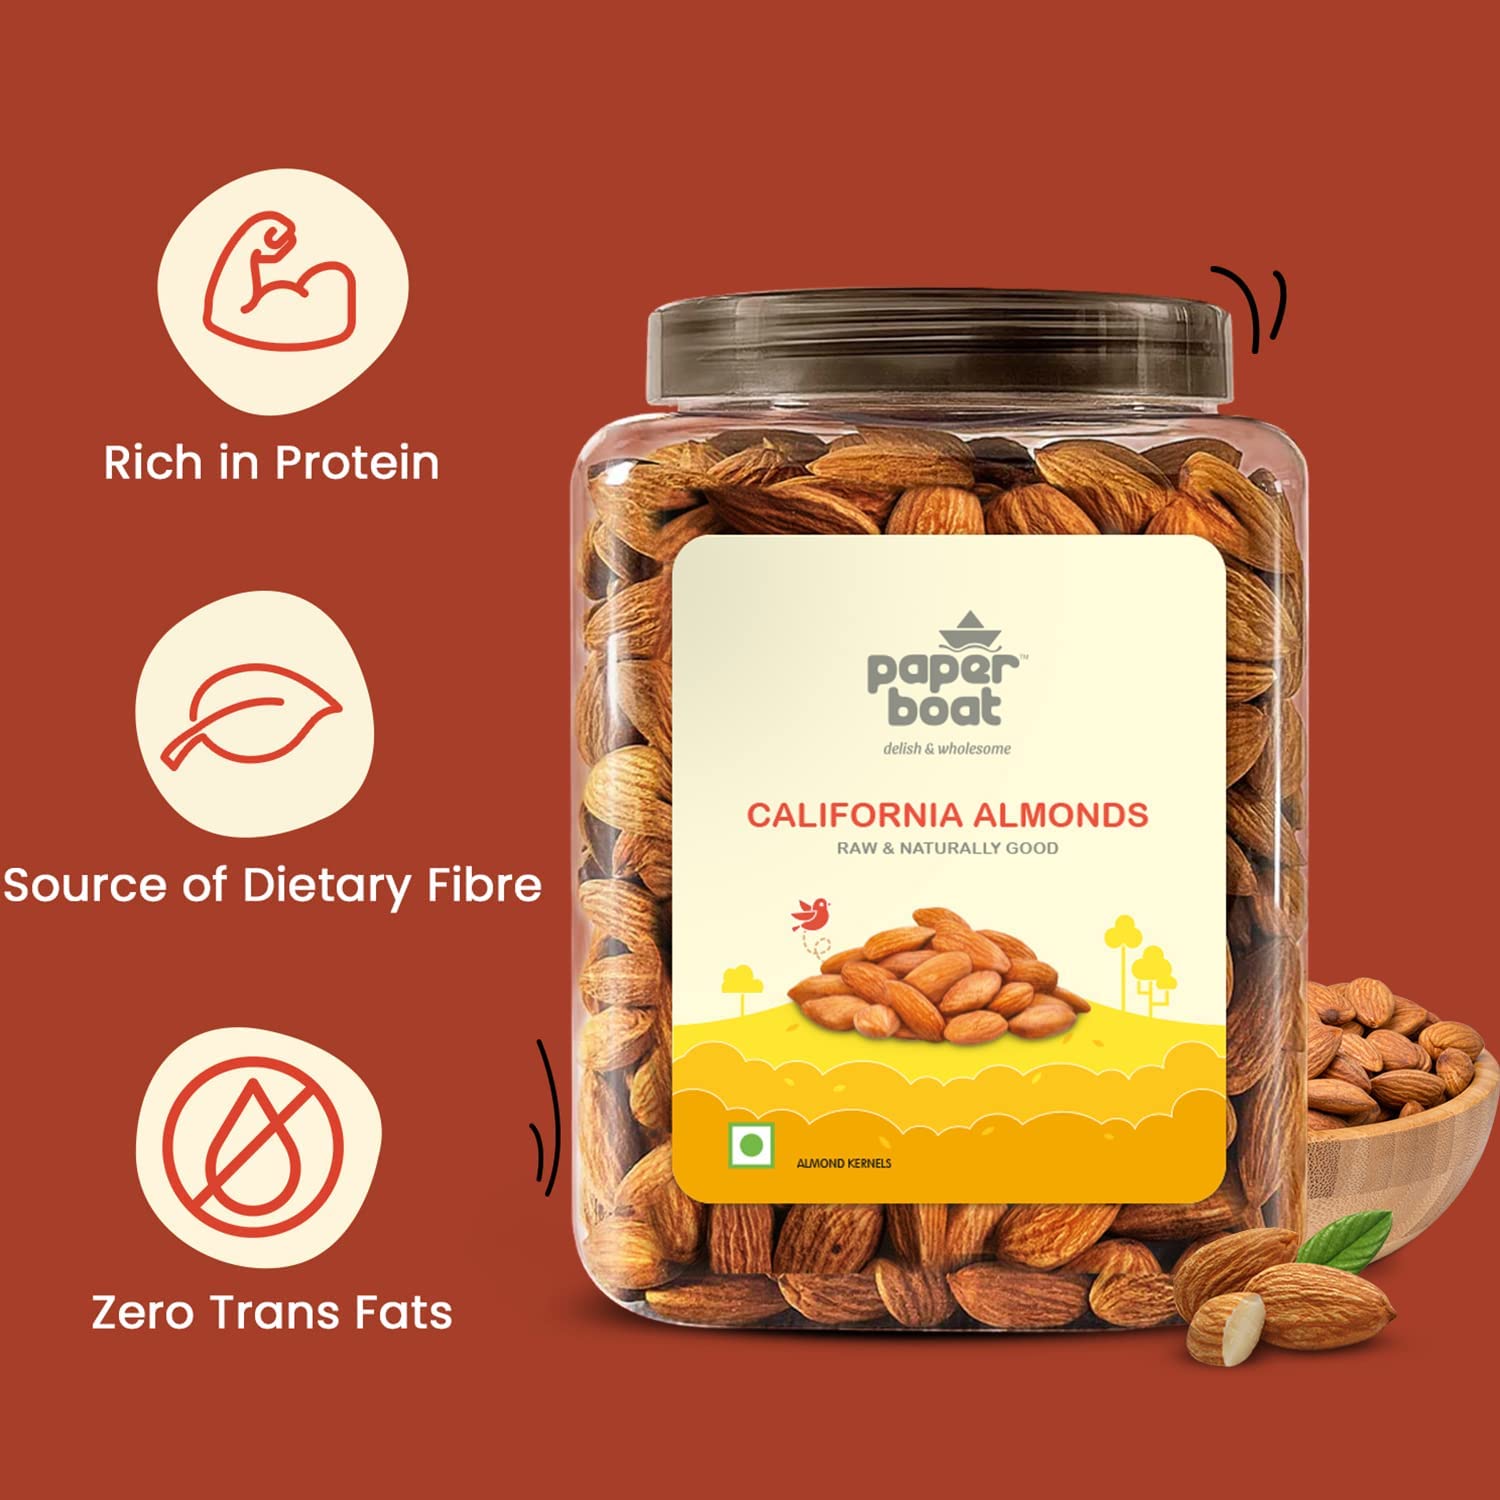 Rich in Protein
Source of Dietary Fibre
Zero Trans Fats
paper™
boat
delish & wholesome
CALIFORNIA ALMONDS
RAW & NATURALLY GOOD
ALMOND KERNELS